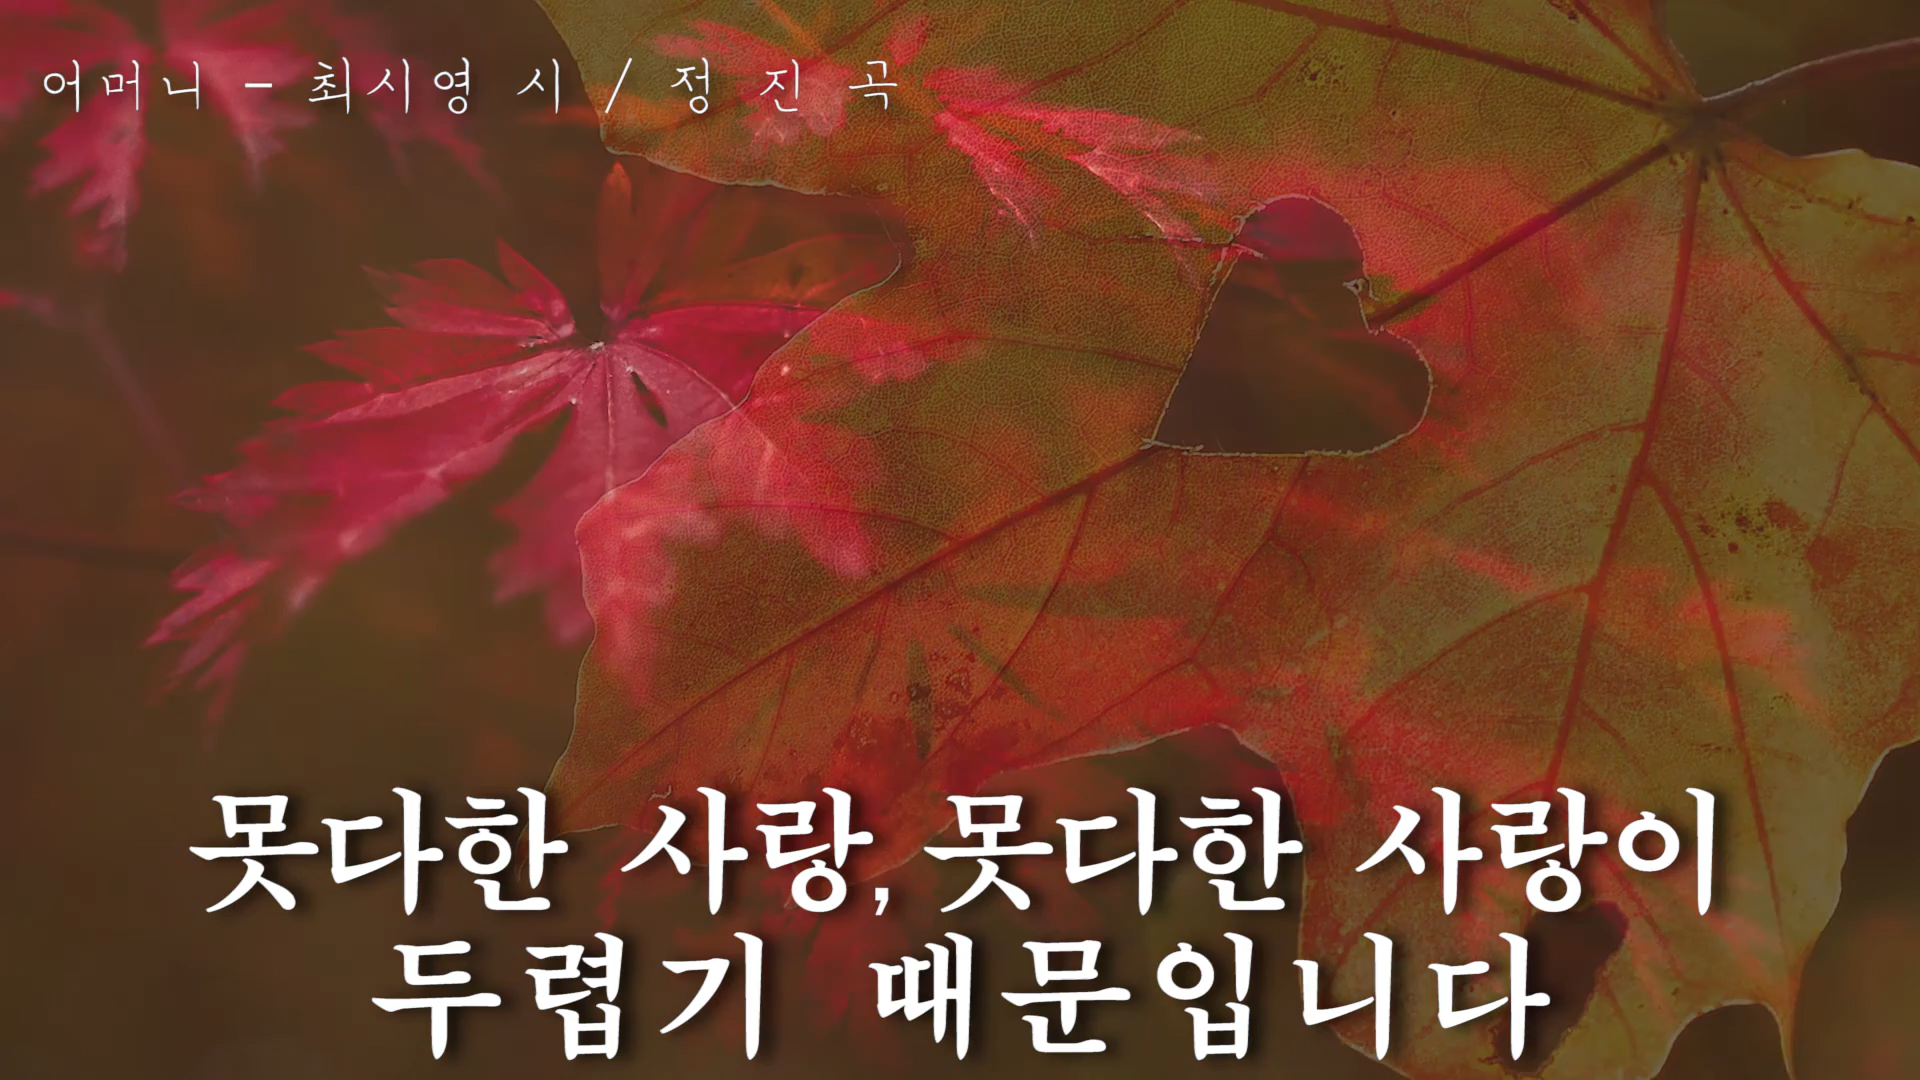 어머니 - 최시영 시 / 정 진 곡
못다한 사랑, 못다한 사랑이
두렵기 때문입니다